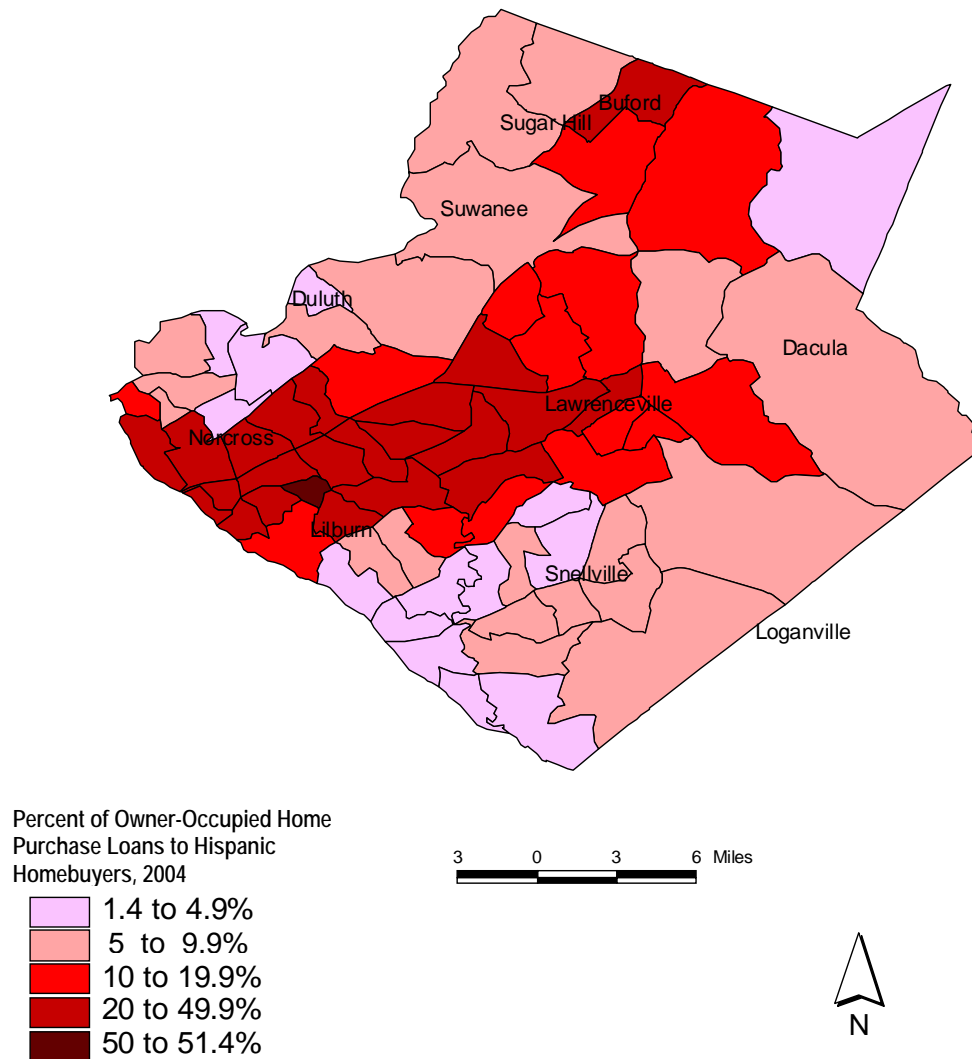 Buford
Sugar Hill
Suwanee
Duluth
Dacula
Lawrenceville
Norcross
Lilburn
Snellville
Loganville
Percent of Owner-Occupied Home
Purchase Loans to Hispanic
Homebuyers, 2004
3 0 3 6 Miles
1.4 to 4.9%
5 to 9.9%
10 to 19.9%
20 to 49.9%
50 to 51.4%
N